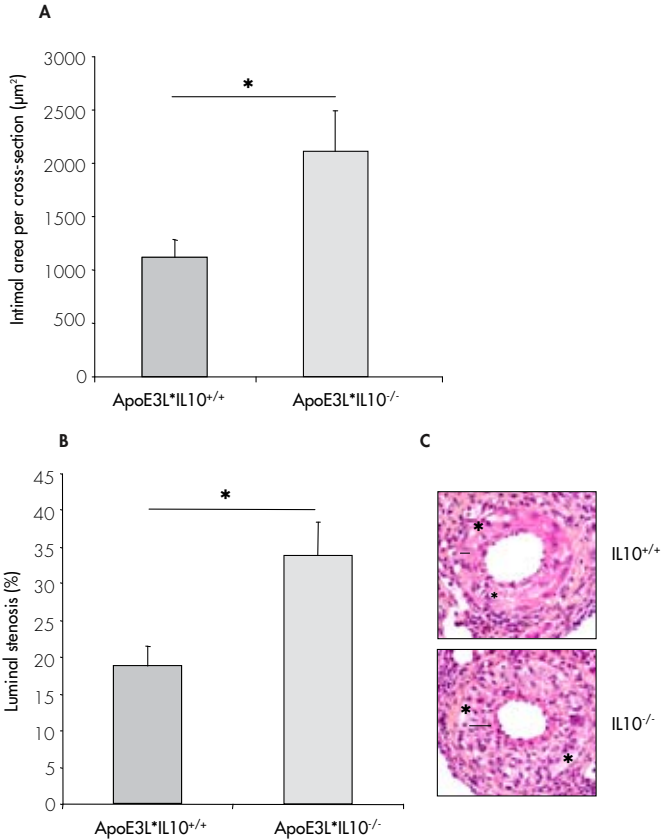 A
Intimal area per cross-section (µm²)
3000
2500
2000
1500
1000
500
0
*
ApoE3L*IL10+/+
ApoE3L*IL10-/-
B
Luminal stenosis (%)
45
40
35
30
25
20
15
10
5
0
*
ApoE3L*IL10+/+
ApoE3L*IL10-/-
C
*
*
IL10+/+
*
*
IL10-/-